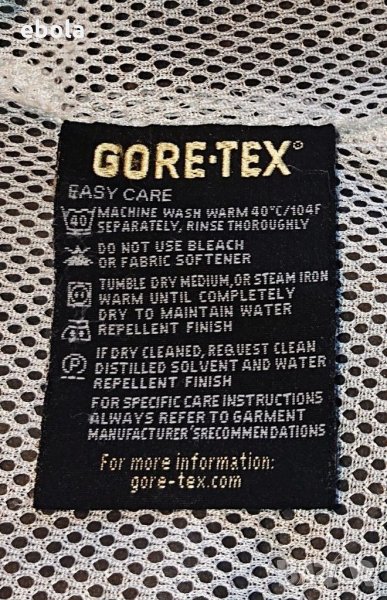 ebola
GORE-TEX®
EASY CARE
40
MACHINE WASH WARM 40°C/104F
SEPARATELY, RINSE THOROUGHLY
DO NOT USE BLEACH
OR FABRIC SOFTENER
TUMBLE DRY MEDIUM, OR STEAM IRON
WARM UNTIL COMPLETELY
DRY TO MAINTAIN WATER
REPELLENT FINISH
IF DRY CLEANED, REQUEST CLEAN
P
DISTILLED SOLVENT AND WATER
REPELLENT FINISH
FOR SPECIFIC CARE INSTRUCTIONS
ALWAYS REFER TO GARMENT
MANUFACTURER'SRECOMMENDATIONS
For more information:
gore-tex.com